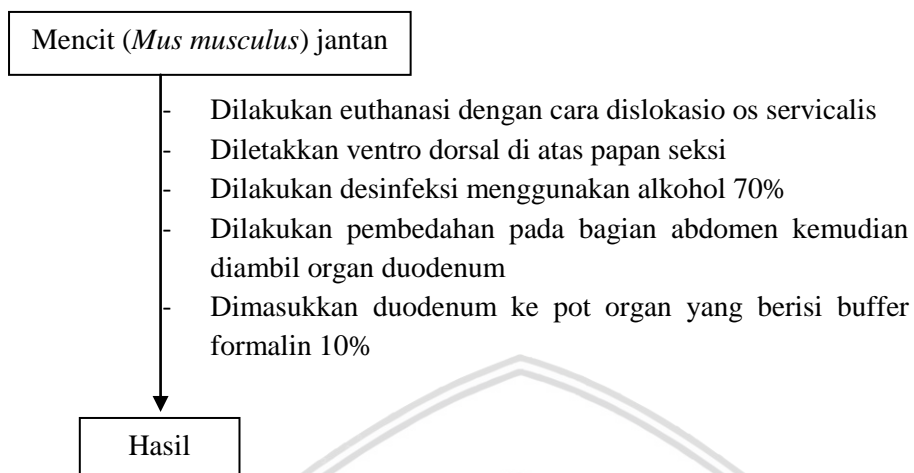 Mencit (Mus musculus) jantan
- Dilakukan euthanasi dengan cara dislokasio os servicalis
- Diletakkan ventro dorsal di atas papan seksi
- Dilakukan desinfeksi menggunakan alkohol 70%
- Dilakukan pembedahan pada bagian abdomen kemudian
diambil organ duodenum
- Dimasukkan duodenum ke pot organ yang berisi buffer
formalin 10%
Hasil